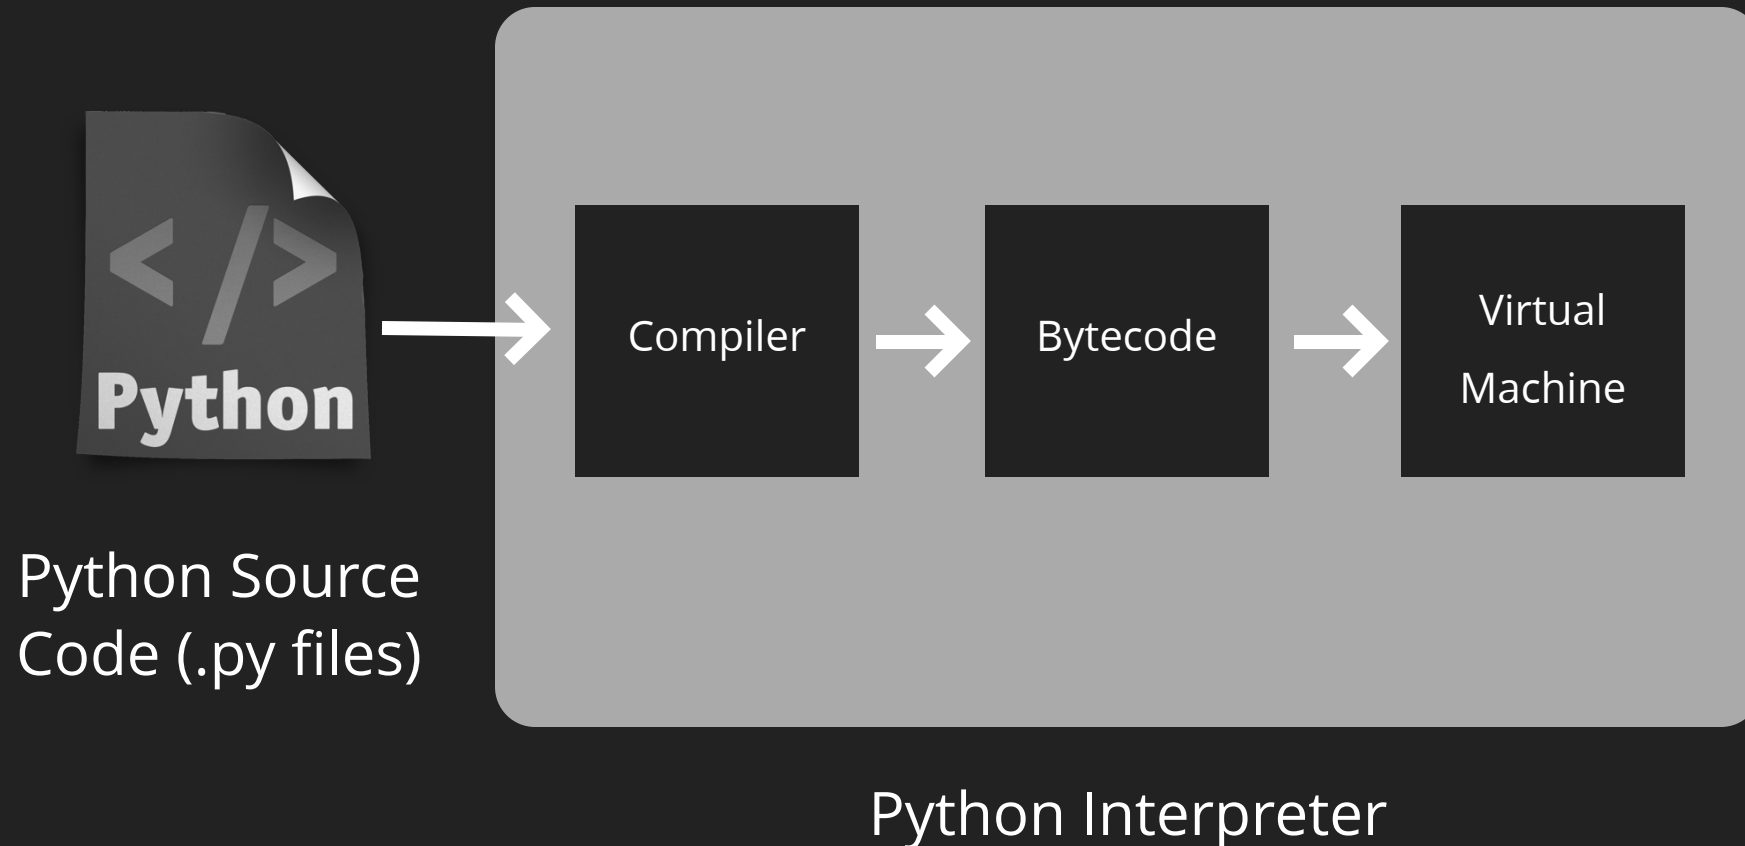 </>
Python
Python Source
Code (.py files)
Compiler
Bytecode
Virtual
Machine
Python Interpreter